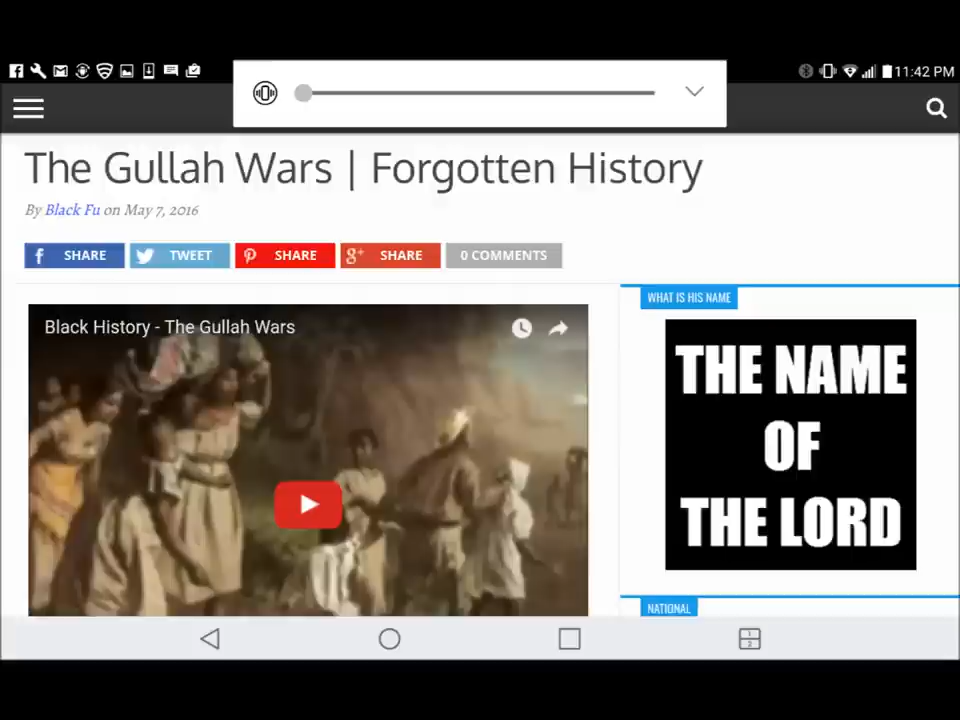 11:42 PM
The Gullah Wars | Forgotten History
By Black Fu on May 7, 2016
SHARE
TWEET
SHARE
SHARE
0 COMMENTS
Black History - The Gullah Wars
WHAT IS HIS NAME
THE NAME
OF
THE LORD
NATIONAL